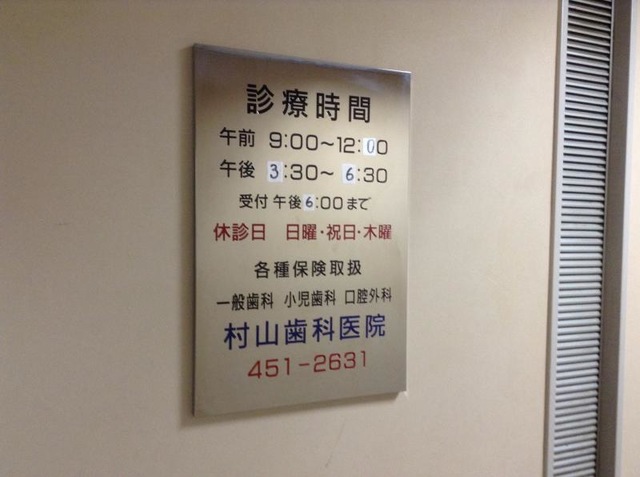 診療時間
午前 9:00～12:00
午後 3:30～6:30
受付 午後6:00まで
休診日 日曜・祝日・木曜
各種保険取扱
一般歯科 小児歯科 口腔外科
村山歯科医院
451-2631